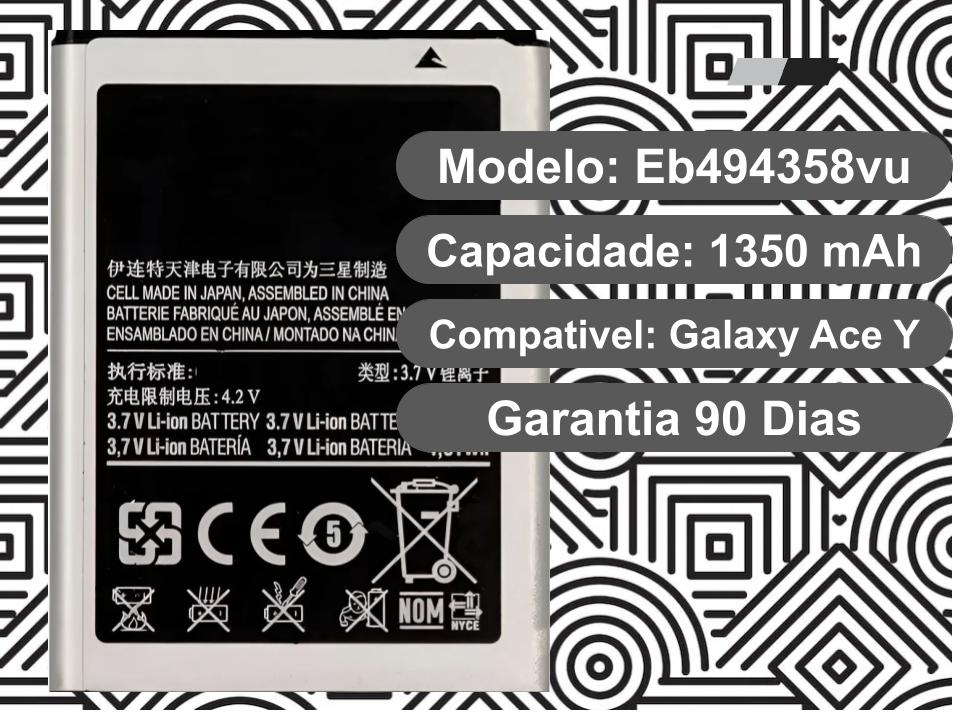 Modelo: Eb494358vu
Capacidade: 1350 mAh
Compativel: Galaxy Ace Y
Garantia 90 Dias
伊连特天津电子有限公司为三星制造
CELL MADE IN JAPAN, ASSEMBLED IN CHINA
BATTERIE FABRIQUÉ AU JAPON, ASSEMBLÉ EN
ENSAMBLADO EN CHINA / MONTADO NA
执行标准: 类型:3.7 V 锂离子
充电限制电压:4.2 V
3.7 V Li-ion BATTERY 3.7 V Li-ion
3,7 V Li-ion BATERÍA 3,7 V Li-ion BATERIA
5
NOM
NYCE